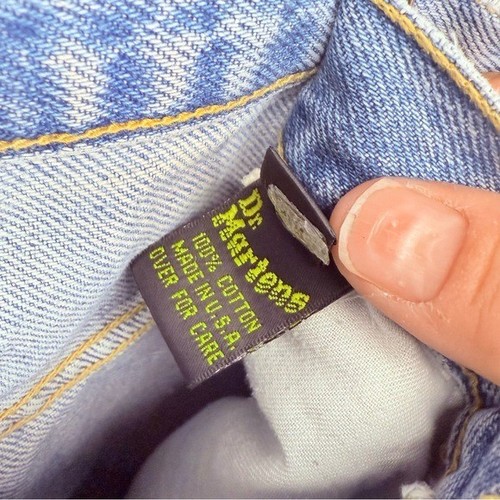 Dr.
Martens
100% COTTON
MADE IN U.S.A.
OVER FOR CARE